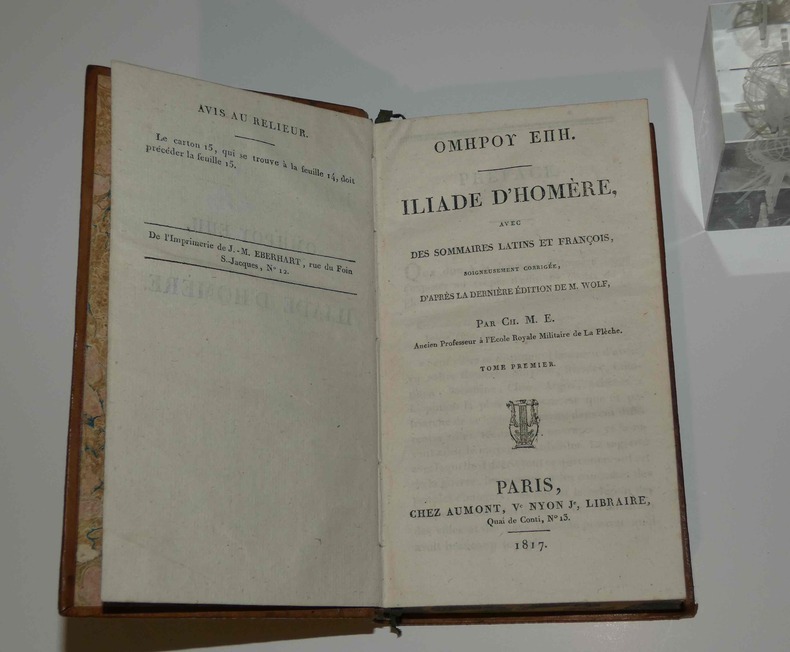 AVIS AU RELIEUR.
Le carton 15, qui se trouve à la feuille 14, doit
précéder la feuille 15.
De l'Imprimerie de J.-M. EBERHART, rue du Foin
S.-Jacques, N° 12.
ΟΜΗΡΟΥ ΕΠΗ.
ILIADE D'HOMÈRE,
AVEC
DES SOMMAIRES LATINS ET FRANÇOIS,
SOIGNEUSEMENT CORRIGÉE,
D'APRÈS LA DERNIÈRE ÉDITION DE M. WOLF,
PAR CH. M. E.
Ancien Professeur à l'Ecole Royale Militaire de La Flèche.
TOME PREMIER.
PARIS,
CHEZ AUMONT, Ve NYON Je, LIBRAIRE,
Quai de Conti, N° 13.
1817.